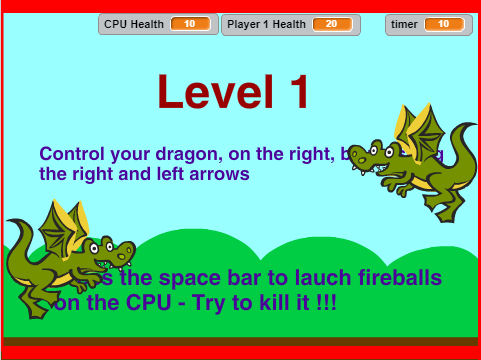 CPU Health 10 Player 1 Health 20 timer 10
Level 1
Control your dragon, on the right,
the right and left arrows
the space bar to lauch fireballs
on the CPU - Try to kill it !!!